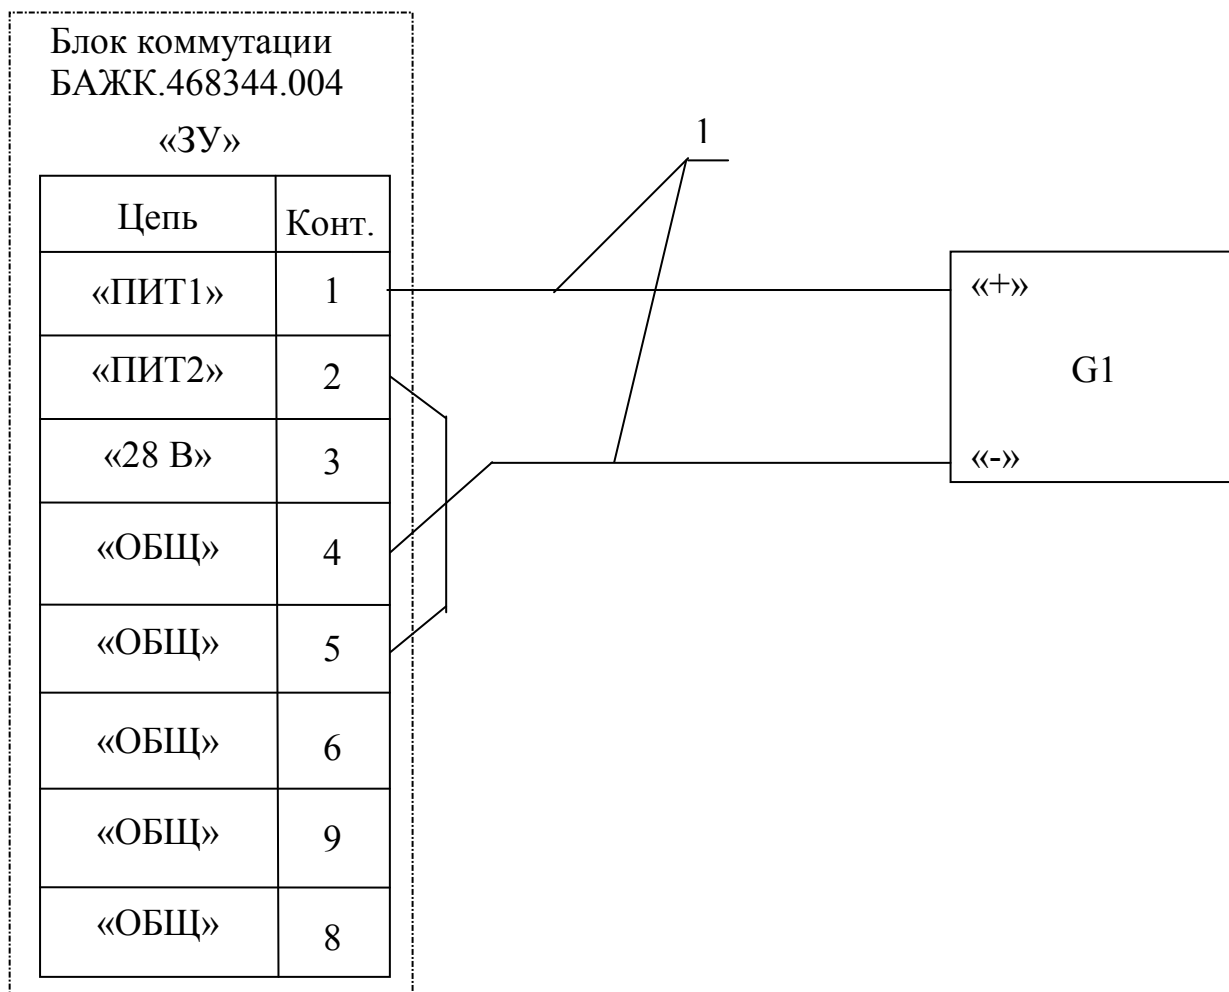 Блок коммутации
БАЖК.468344.004
«ЗУ»
Цепь Конт.
«ПИТ1» 1
«ПИТ2» 2
«28 В» 3
«ОБЩ» 4
«ОБЩ» 5
«ОБЩ» 6
«ОБЩ» 9
«ОБЩ» 8
1
«+»
G1
«-»